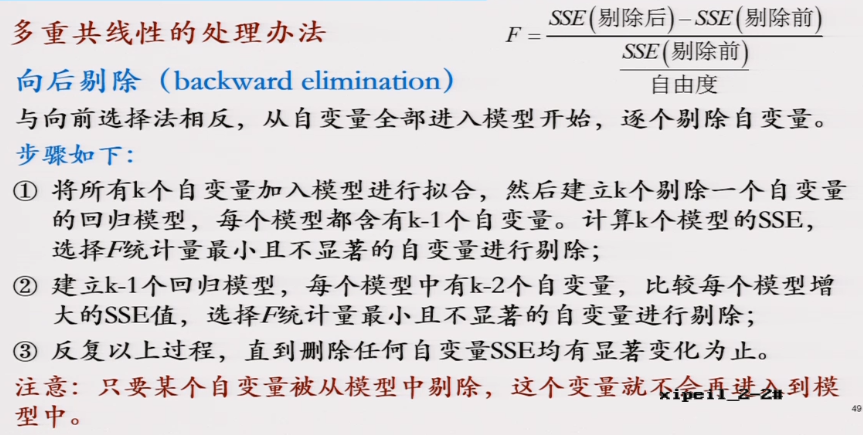 多重共线性的处理办法
F = SSE(剔除后) – SSE(剔除前)
SSE(剔除前)
自由度
向后剔除（backward elimination）
与向前选择法相反，从自变量全部进入模型开始，逐个剔除自变量。
步骤如下：
① 将所有k个自变量加入模型进行拟合，然后建立k个剔除一个自变量
的回归模型，每个模型都含有k-1个自变量。计算k个模型的SSE，
选择F统计量最小且不显著的自变量进行剔除；
② 建立k-1个回归模型，每个模型中有k-2个自变量，比较每个模型增
大的SSE值，选择F统计量最小且不显著的自变量进行剔除；
③ 反复以上过程，直到删除任何自变量SSE均有显著变化为止。
注意：只要某个自变量被从模型中剔除，这个变量就不会再进入到模
型中。
49